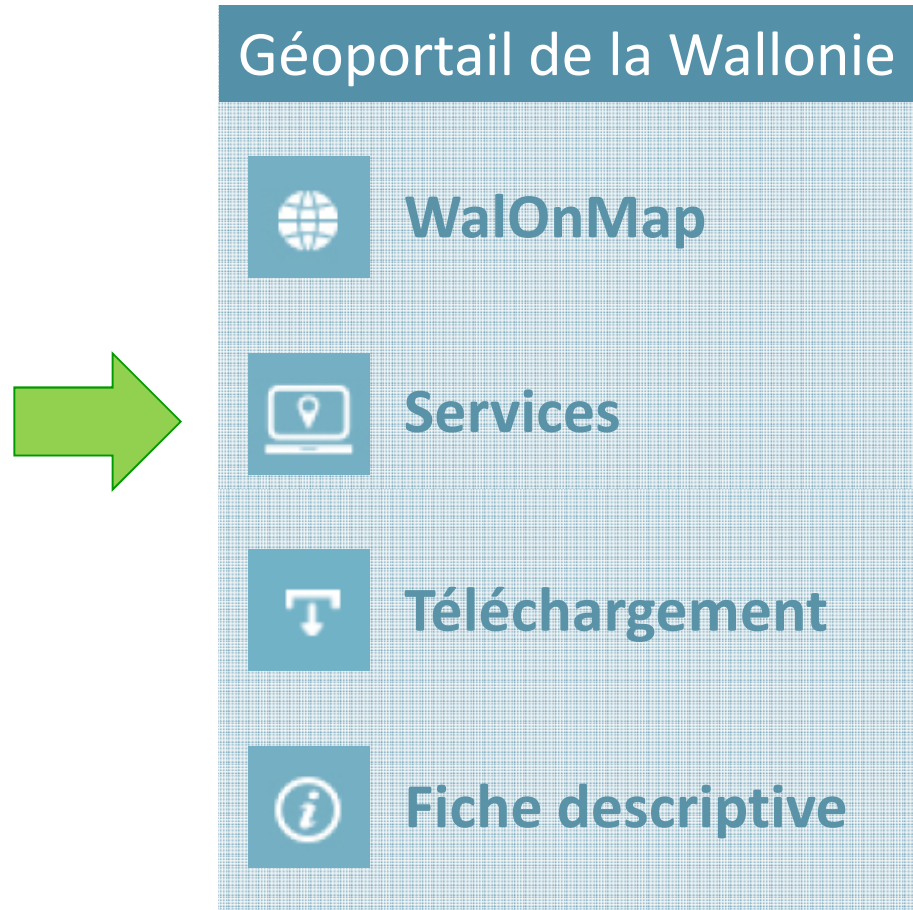 Géoportail de la Wallonie
WalOnMap
Services
Téléchargement
Fiche descriptive